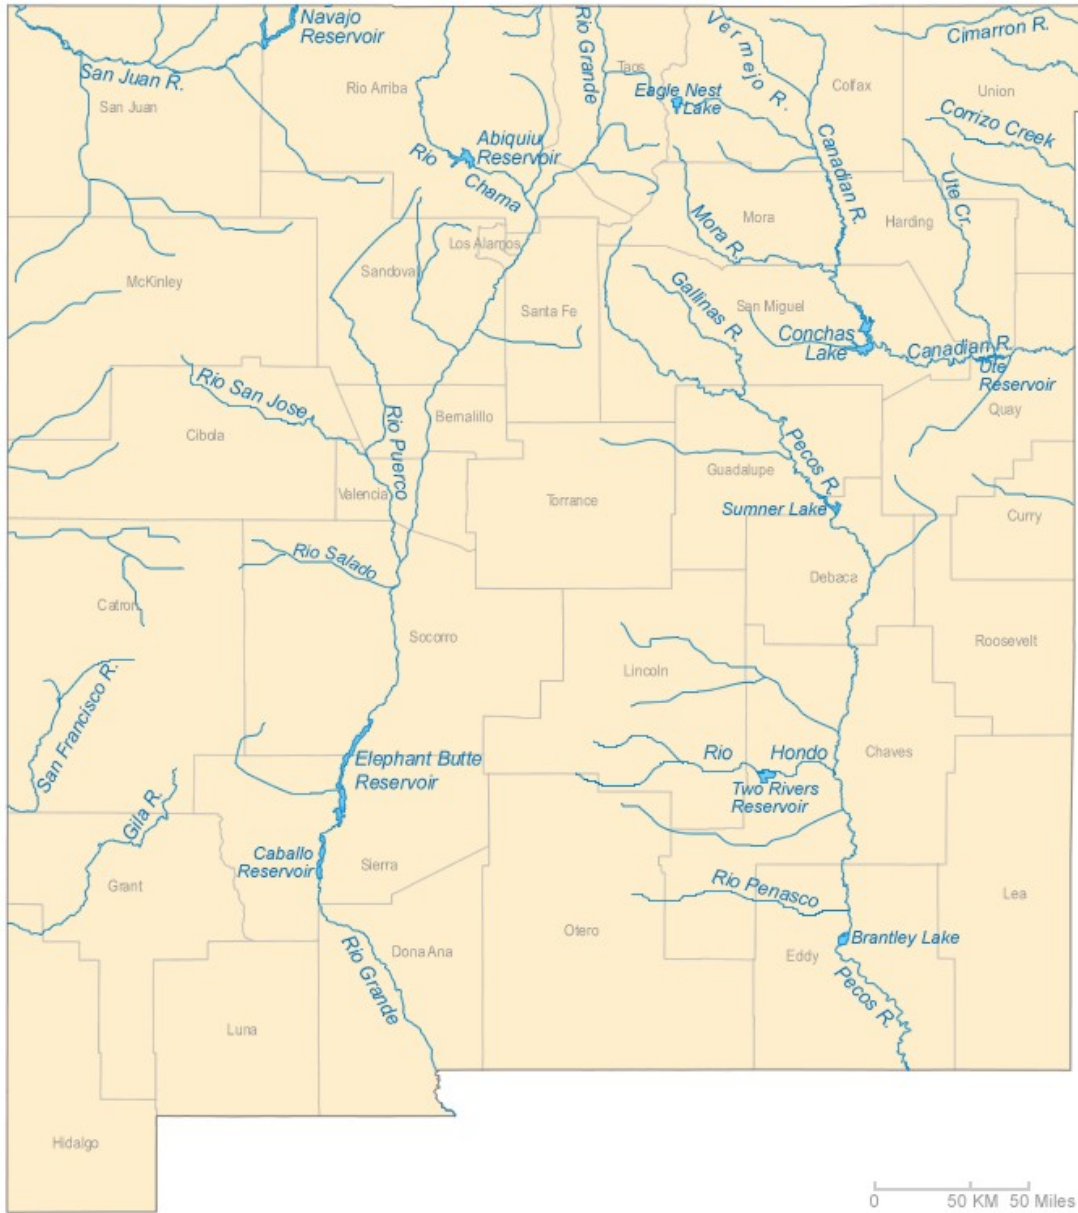 Navajo
Reservoir
San Juan R.
San Juan
Rio Arriba
Rio Grande
Taos
Eagle Nest
Lake
Vermejo R.
Colfax
Cimarron R.
Union
Corrizo Creek
Abiquiu
Reservoir
Rio
Chama
Canadian R.
Ute Cr.
Mora
Mora R.
Harding
Los Alamos
Sandoval
McKinley
Santa Fe
Gallinas R.
San Miguel
Conchas
Lake
Canadian R.
Ute
Reservoir
Quay
Rio San Jose
Cibola
Rio Puerco
Bernalillo
Valencia
Torrance
Pecos R.
Guadalupe
Sumner Lake
Curry
Rio Salado
Debaca
Catron
Socorro
Roosevelt
Lincoln
San Francisco R.
Elephant Butte
Reservoir
Rio Hondo
Chaves
Two Rivers
Reservoir
Gila R.
Caballo
Reservoir
Sierra
Grant
Rio Penasco
Lea
Otero
Dona Ana
Brantley Lake
Eddy
Rio Grande
Pecos R.
Luna
Hidalgo
0 50 KM 50 Miles